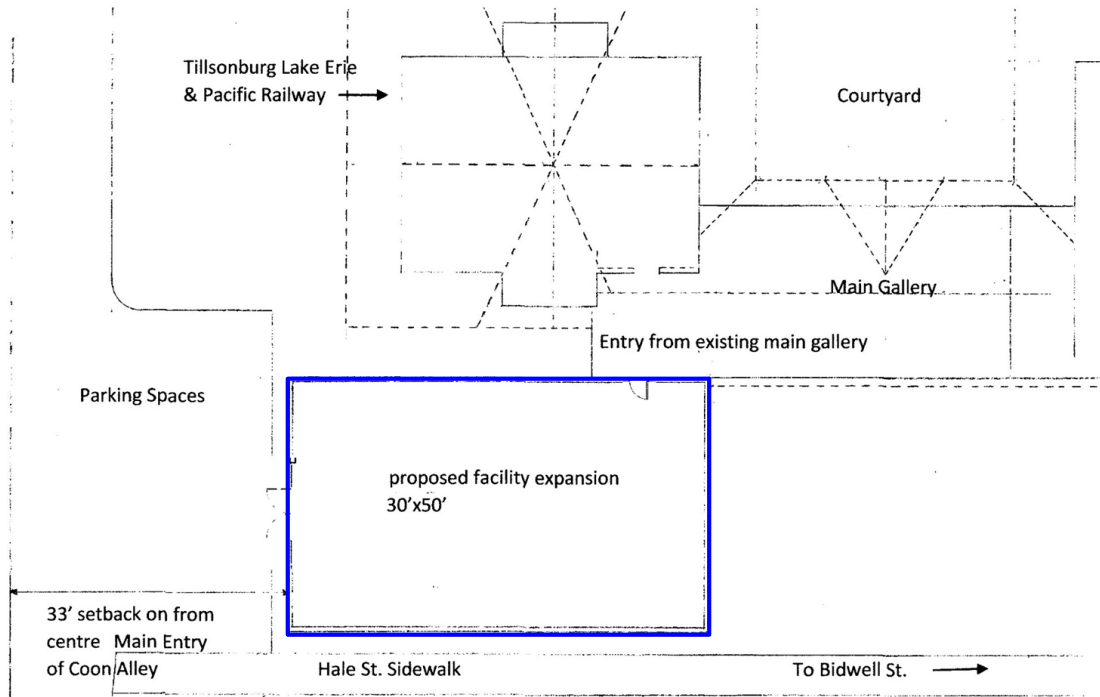 Tillsonburg Lake Erie
& Pacific Railway
Courtyard
Main Gallery
Entry from existing main gallery
Parking Spaces
proposed facility expansion
30'x50'
33' setback on from
centre Main Entry
of Coon Alley
Hale St. Sidewalk
To Bidwell St.